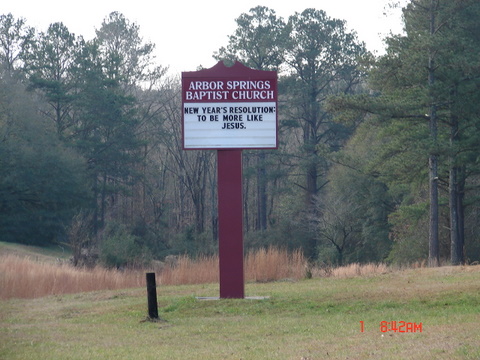 ARBOR SPRINGS
BAPTIST CHURCH
NEW YEAR'S RESOLUTION:
TO BE MORE LIKE
JESUS.
1 8:42AM